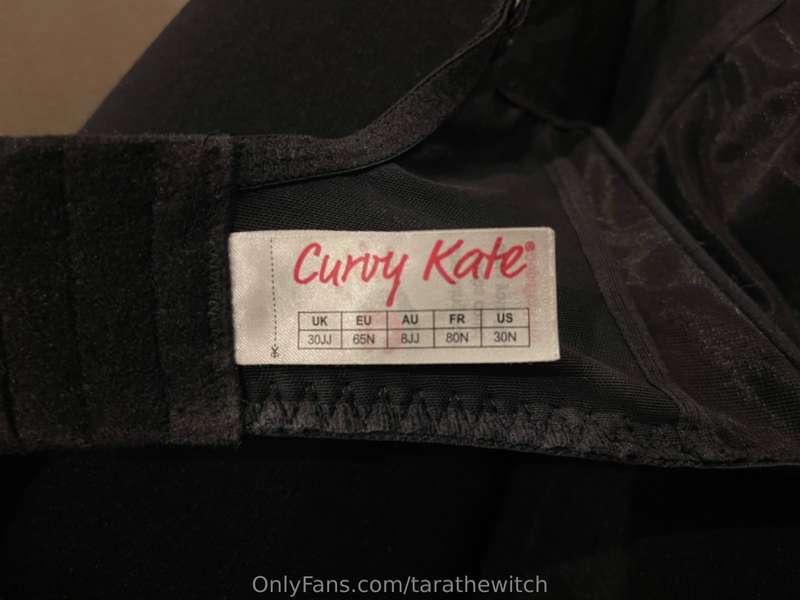 Curvy Kate®
UK EU AU FR US
30JJ 65N 8JJ 80N 30N
OnlyFans.com/tarathewitch